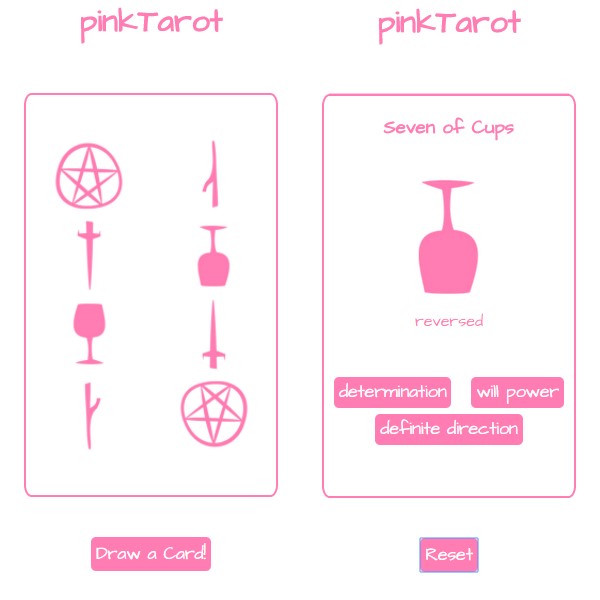 pinkTarot
Draw a Card!
pinkTarot
Seven of Cups
reversed
determination
will power
definite direction
Reset